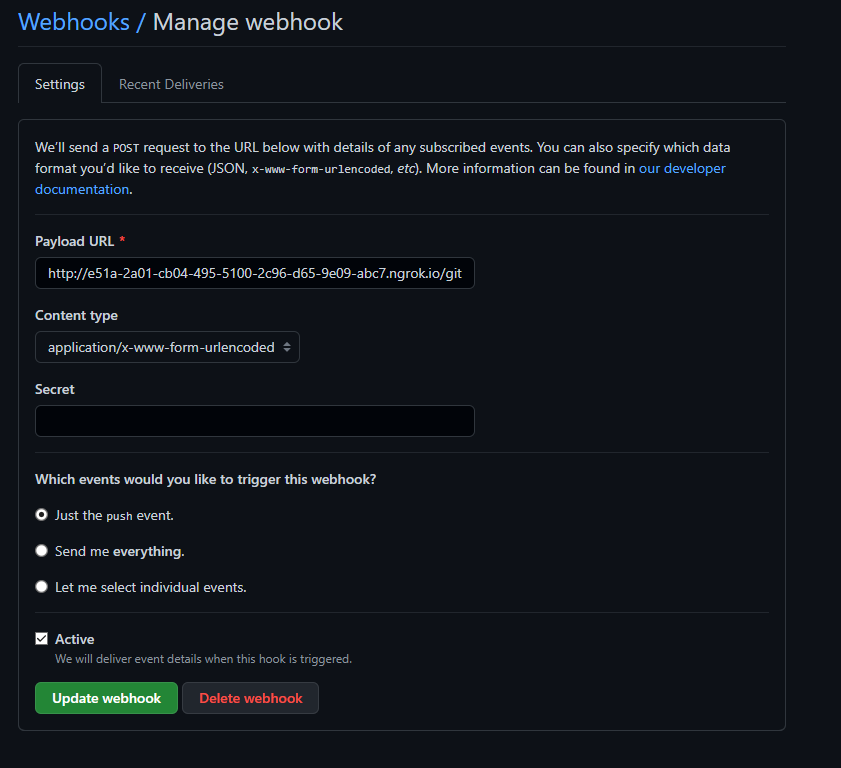 Webhooks / Manage webhook
Settings
Recent Deliveries
We'll send a POST request to the URL below with details of any subscribed events. You can also specify which data
format you'd like to receive (JSON, x-www-form-urlencoded, etc). More information can be found in our developer
documentation.
Payload URL *
http://e51a-2a01-cb04-495-5100-2c96-d65-9e09-abc7.ngrok.io/git
Content type
application/x-www-form-urlencoded
Secret
Which events would you like to trigger this webhook?
Just the push event.
Send me everything.
Let me select individual events.
Active
We will deliver event details when this hook is triggered.
Update webhook
Delete webhook